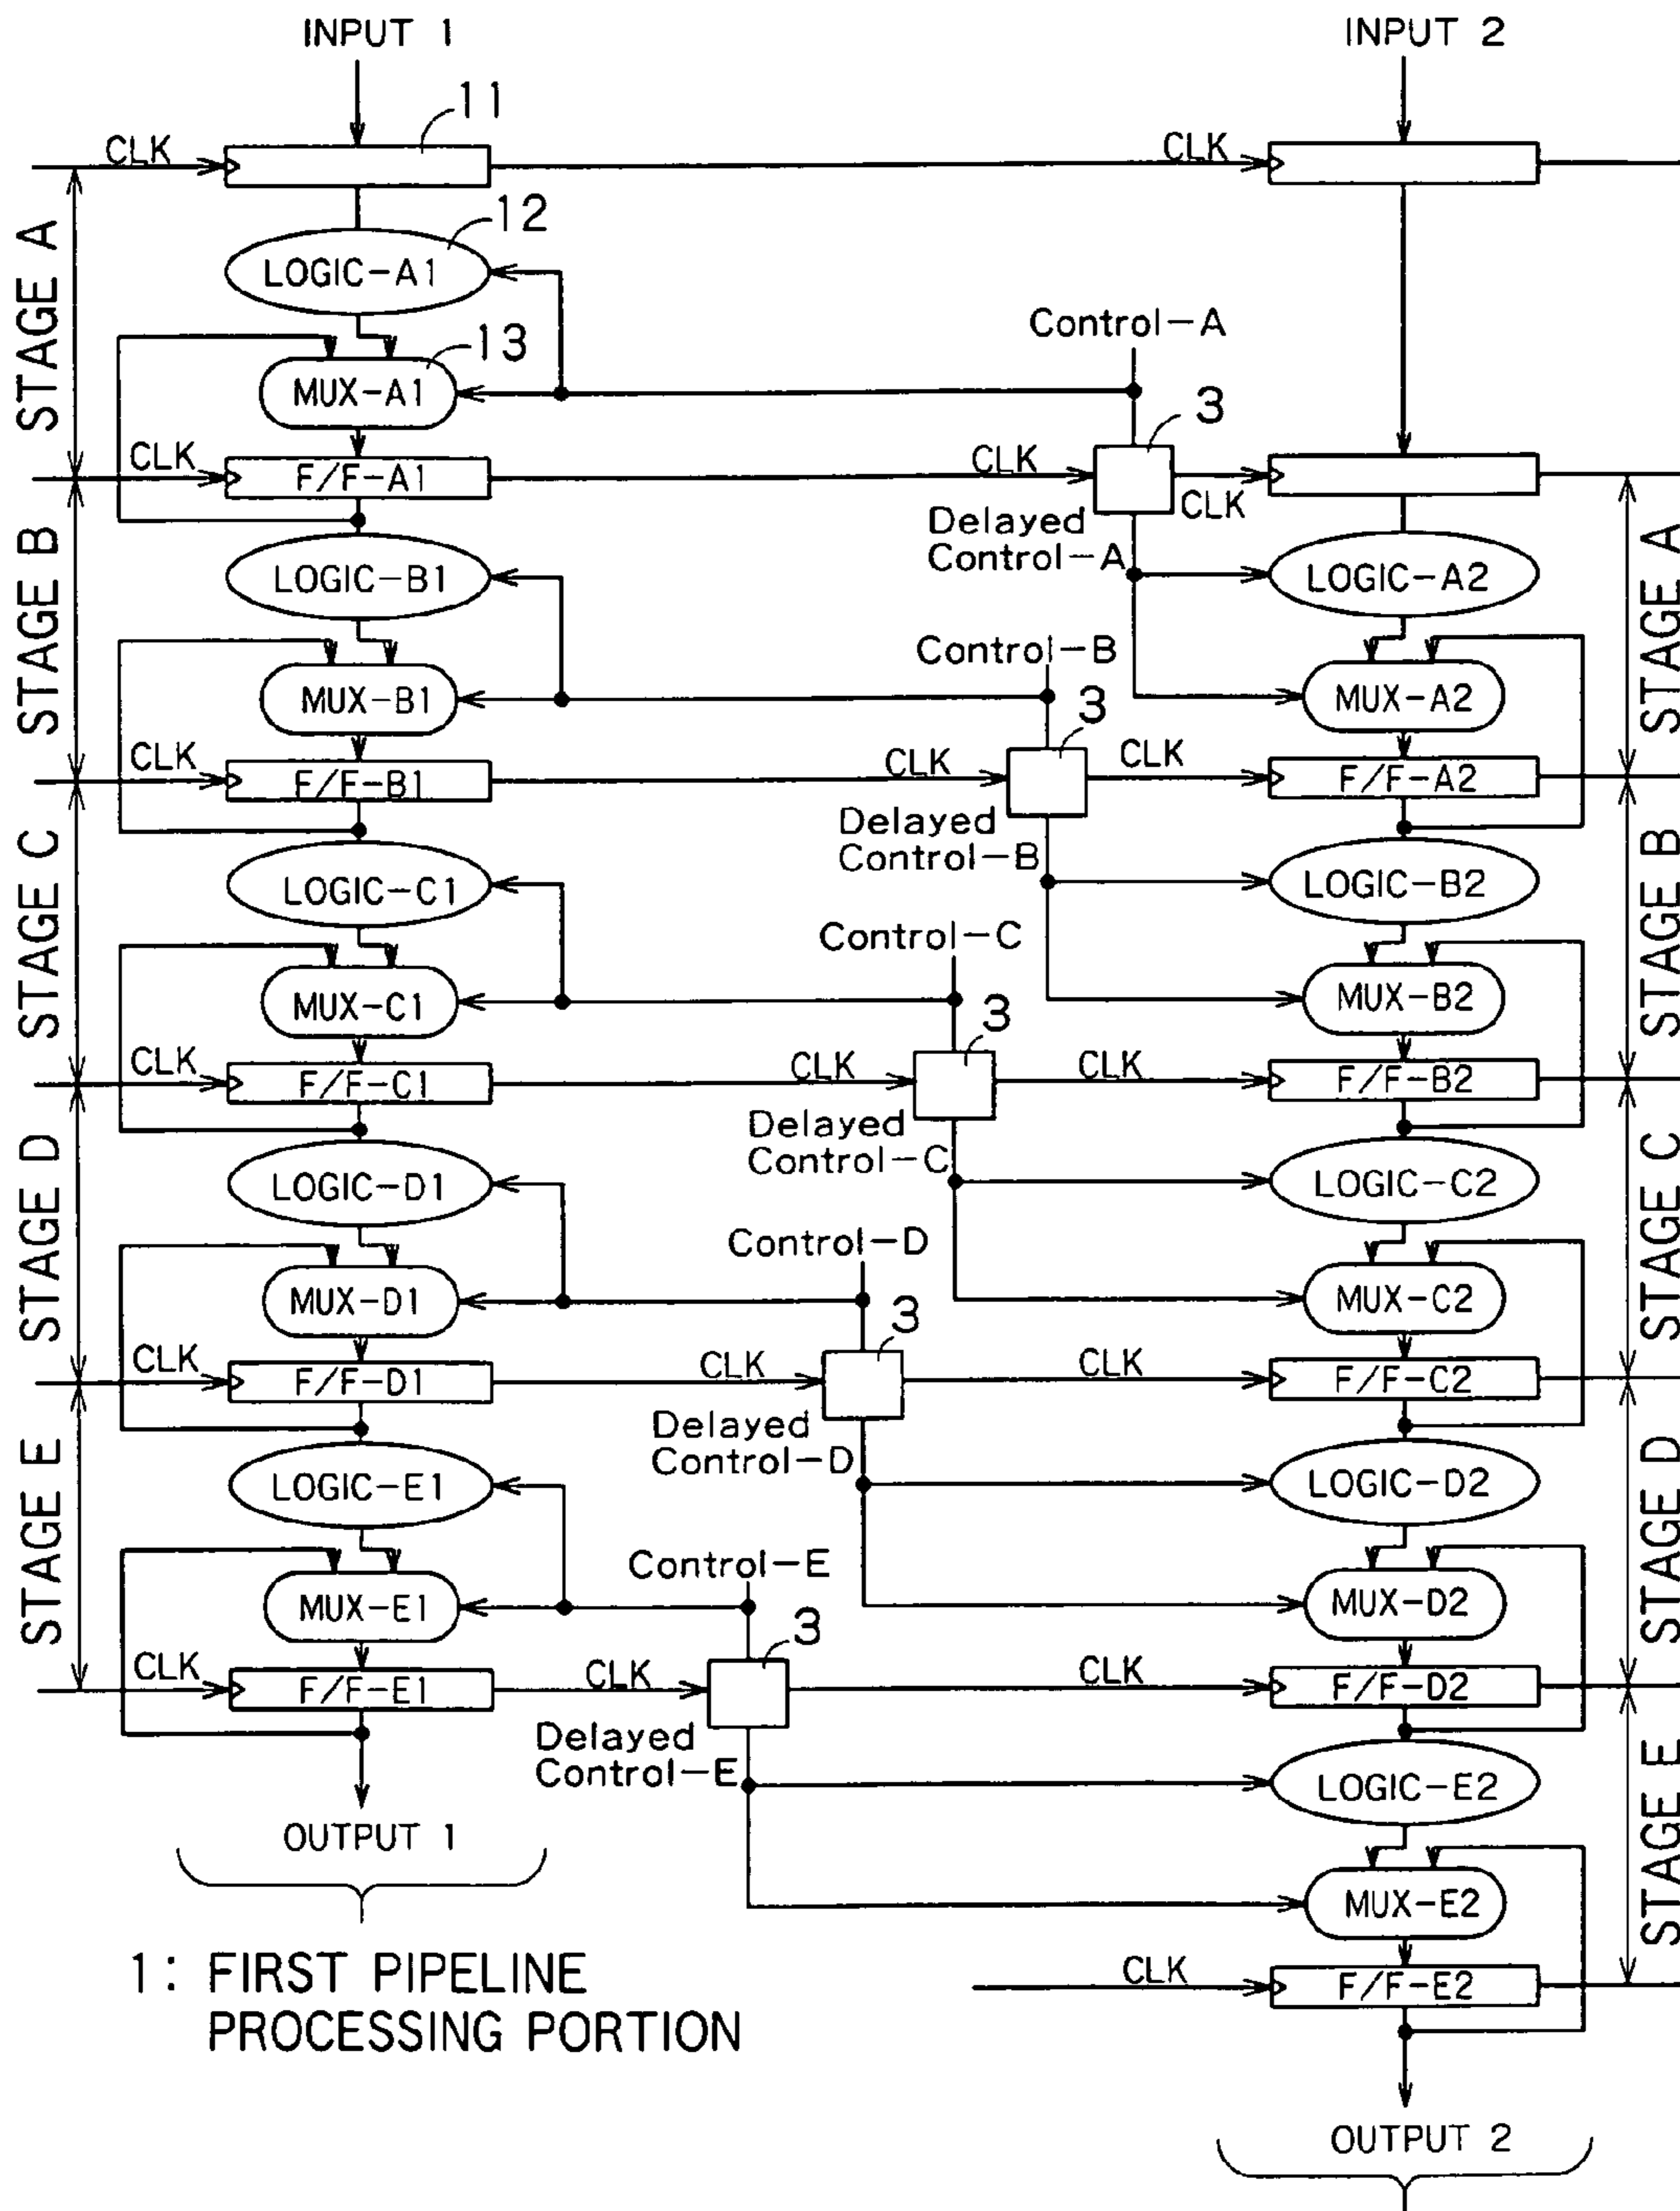 INPUT 1
INPUT 2
11
CLK
CLK
12
STAGE A
LOGIC-A1
Control-A
13
MUX-A1
3
CLK
F/F-A1
CLK
CLK
Delayed
Control-A
STAGE B
LOGIC-B1
LOGIC-A2
STAGE A
Control-B
MUX-B1
3
MUX-A2
CLK
F/F-B1
CLK
CLK
F/F-A2
Delayed
Control-B
STAGE C
LOGIC-C1
LOGIC-B2
STAGE B
Control-C
MUX-C1
3
MUX-B2
CLK
F/F-C1
CLK
CLK
F/F-B2
Delayed
Control-C
STAGE D
LOGIC-D1
LOGIC-C2
STAGE C
Control-D
MUX-D1
3
MUX-C2
CLK
F/F-D1
CLK
CLK
F/F-C2
Delayed
Control-D
STAGE E
LOGIC-E1
LOGIC-D2
STAGE D
Control-E
MUX-E1
3
MUX-D2
CLK
F/F-E1
CLK
CLK
F/F-D2
Delayed
Control-E
LOGIC-E2
STAGE E
OUTPUT 1
MUX-E2
1: FIRST PIPELINE
PROCESSING PORTION
CLK
F/F-E2
OUTPUT 2